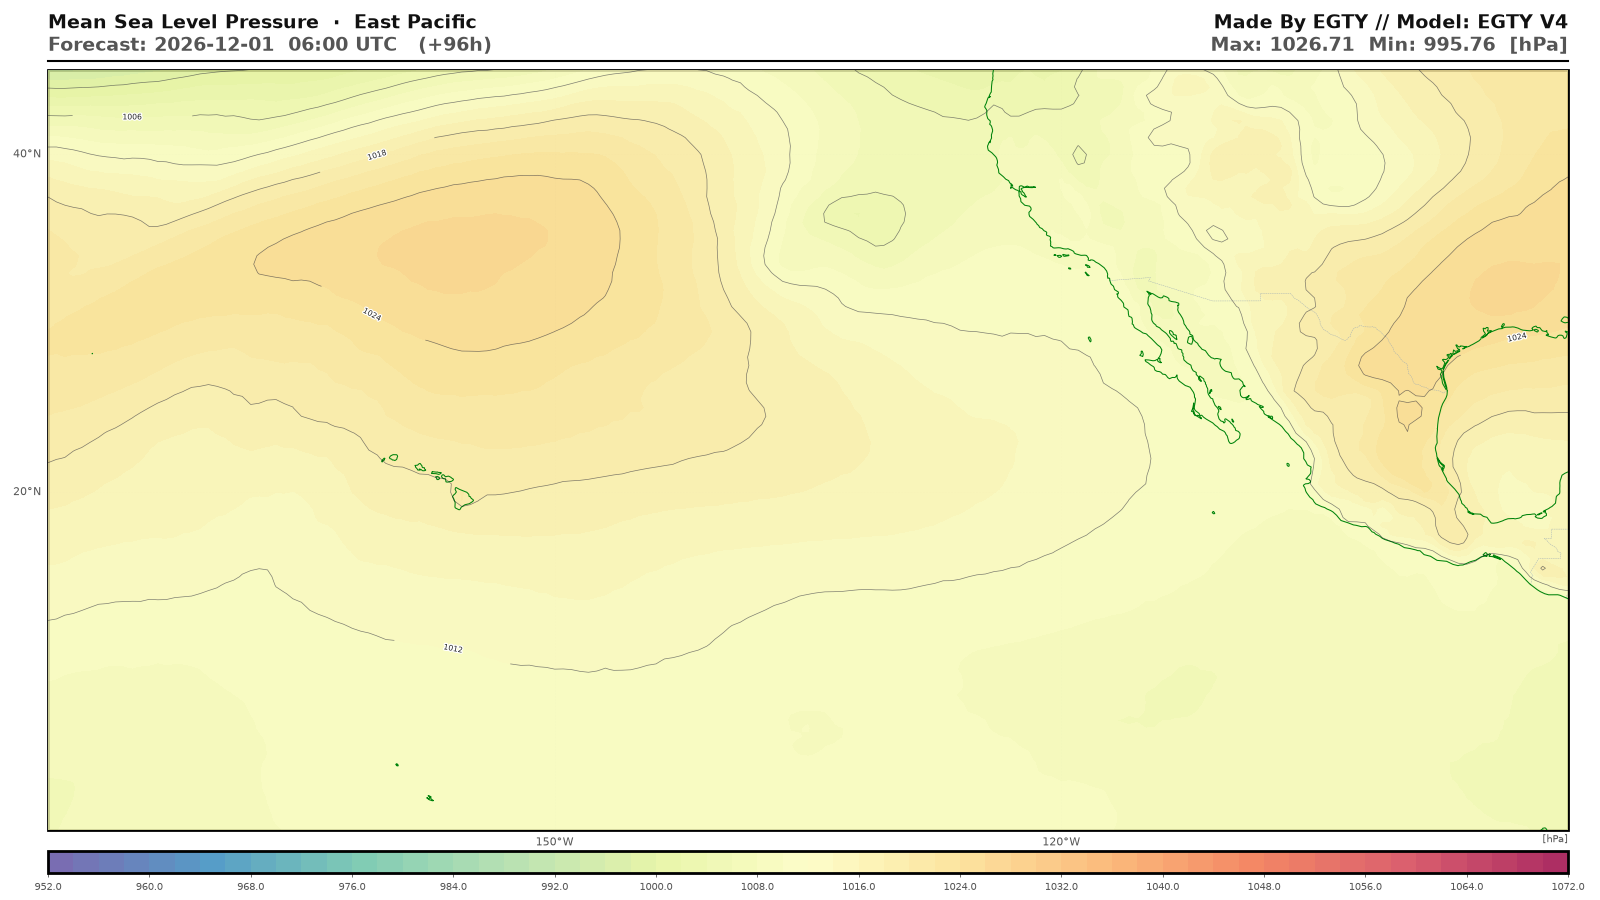 Mean Sea Level Pressure · East Pacific
Made By EGTY // Model: EGTY V4
Forecast: 2026-12-01 06:00 UTC (+96h)
Max: 1026.71 Min: 995.76 [hPa]
1006
40°N
1018
1024
1024
20°N
1012
150°W
120°W
[hPa]
952.0
960.0
968.0
976.0
984.0
992.0
1000.0
1008.0
1016.0
1024.0
1032.0
1040.0
1048.0
1056.0
1064.0
1072.0